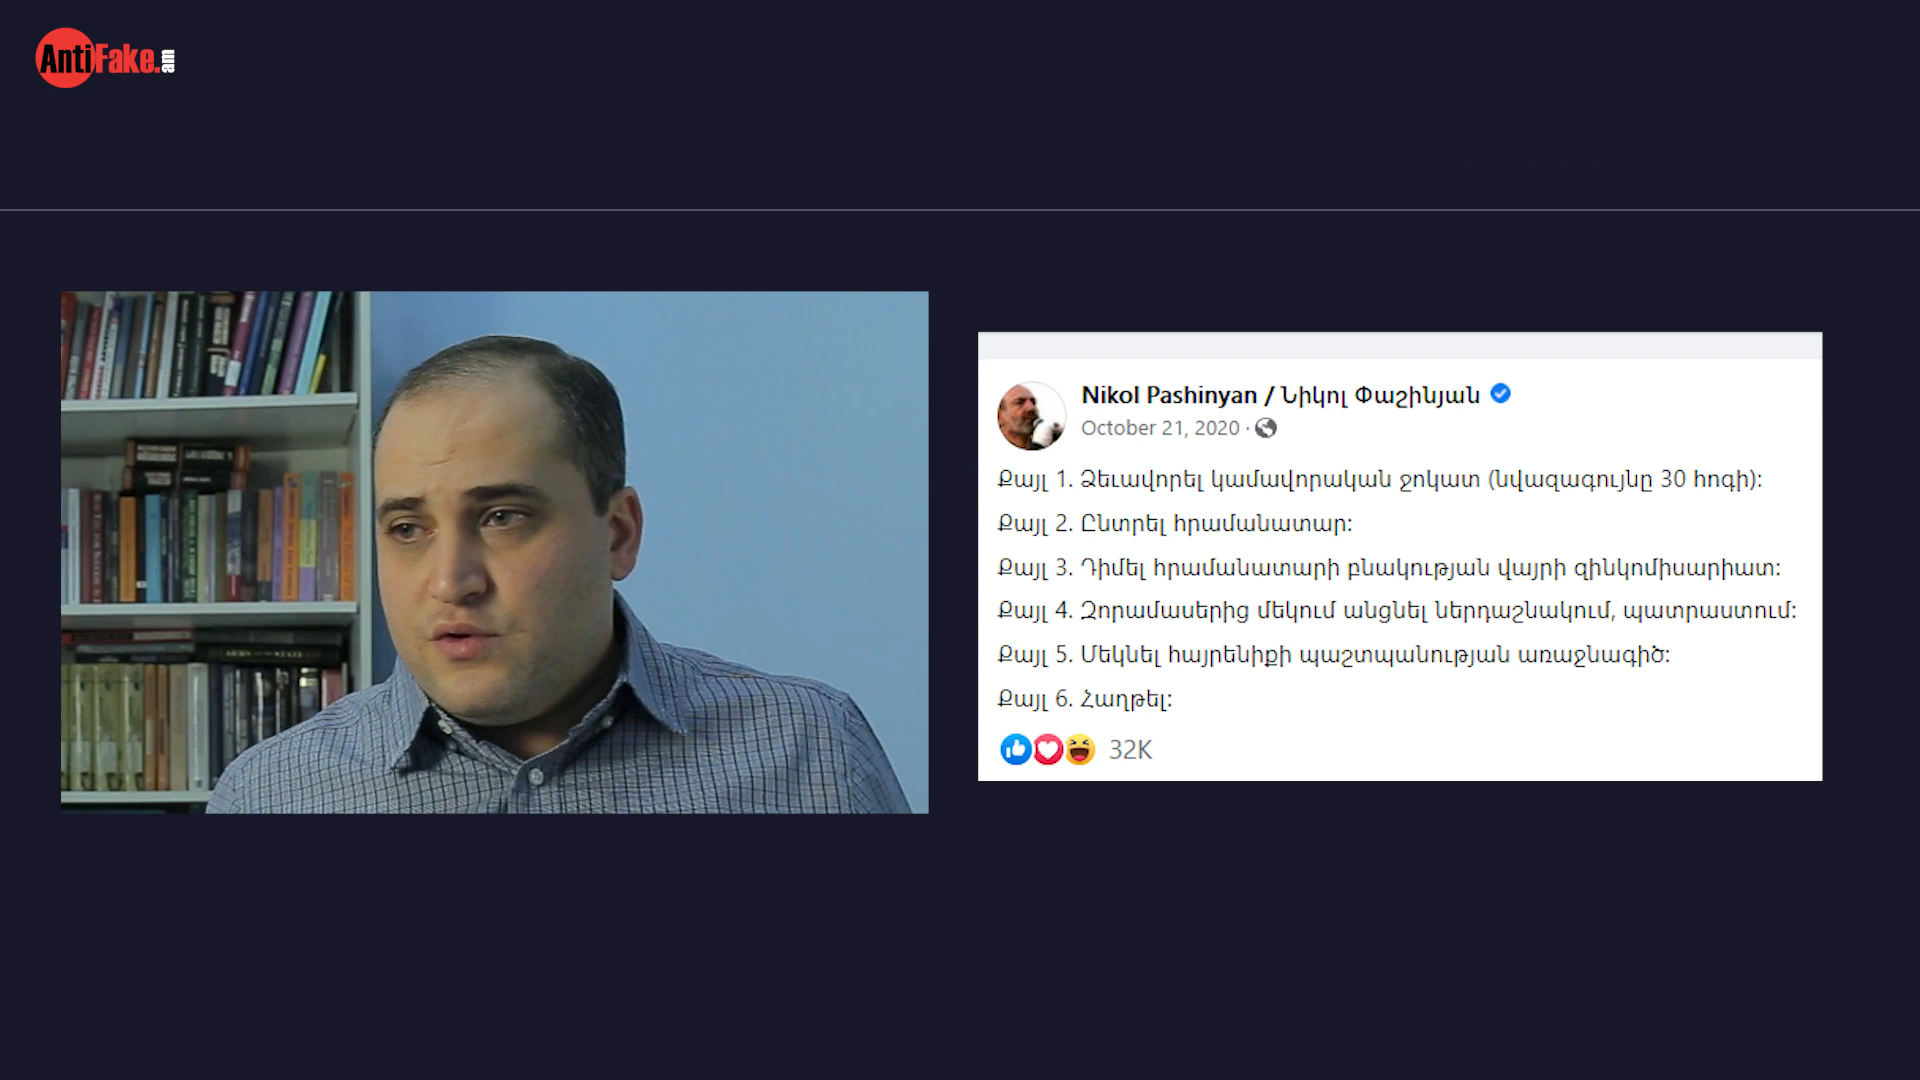 AntiFake.am
Nikol Pashinyan / Նիկոլ Փաշինյան
October 21, 2020 ·
Քայլ 1. Ձեւավորել կամավորական ջոկատ (նվազագույնը 30 հոգի):
Քայլ 2. Ընտրել հրամանատար:
Քայլ 3. Դիմել հրամանատարի բնակության վայրի զինկոմիսարիատ:
Քայլ 4. Զորամասերից մեկում անցնել ներդաշնակում, պատրաստում:
Քայլ 5. Մեկնել հայրենիքի պաշտպանության առաջնագիծ:
Քայլ 6. Հաղթել:
32K